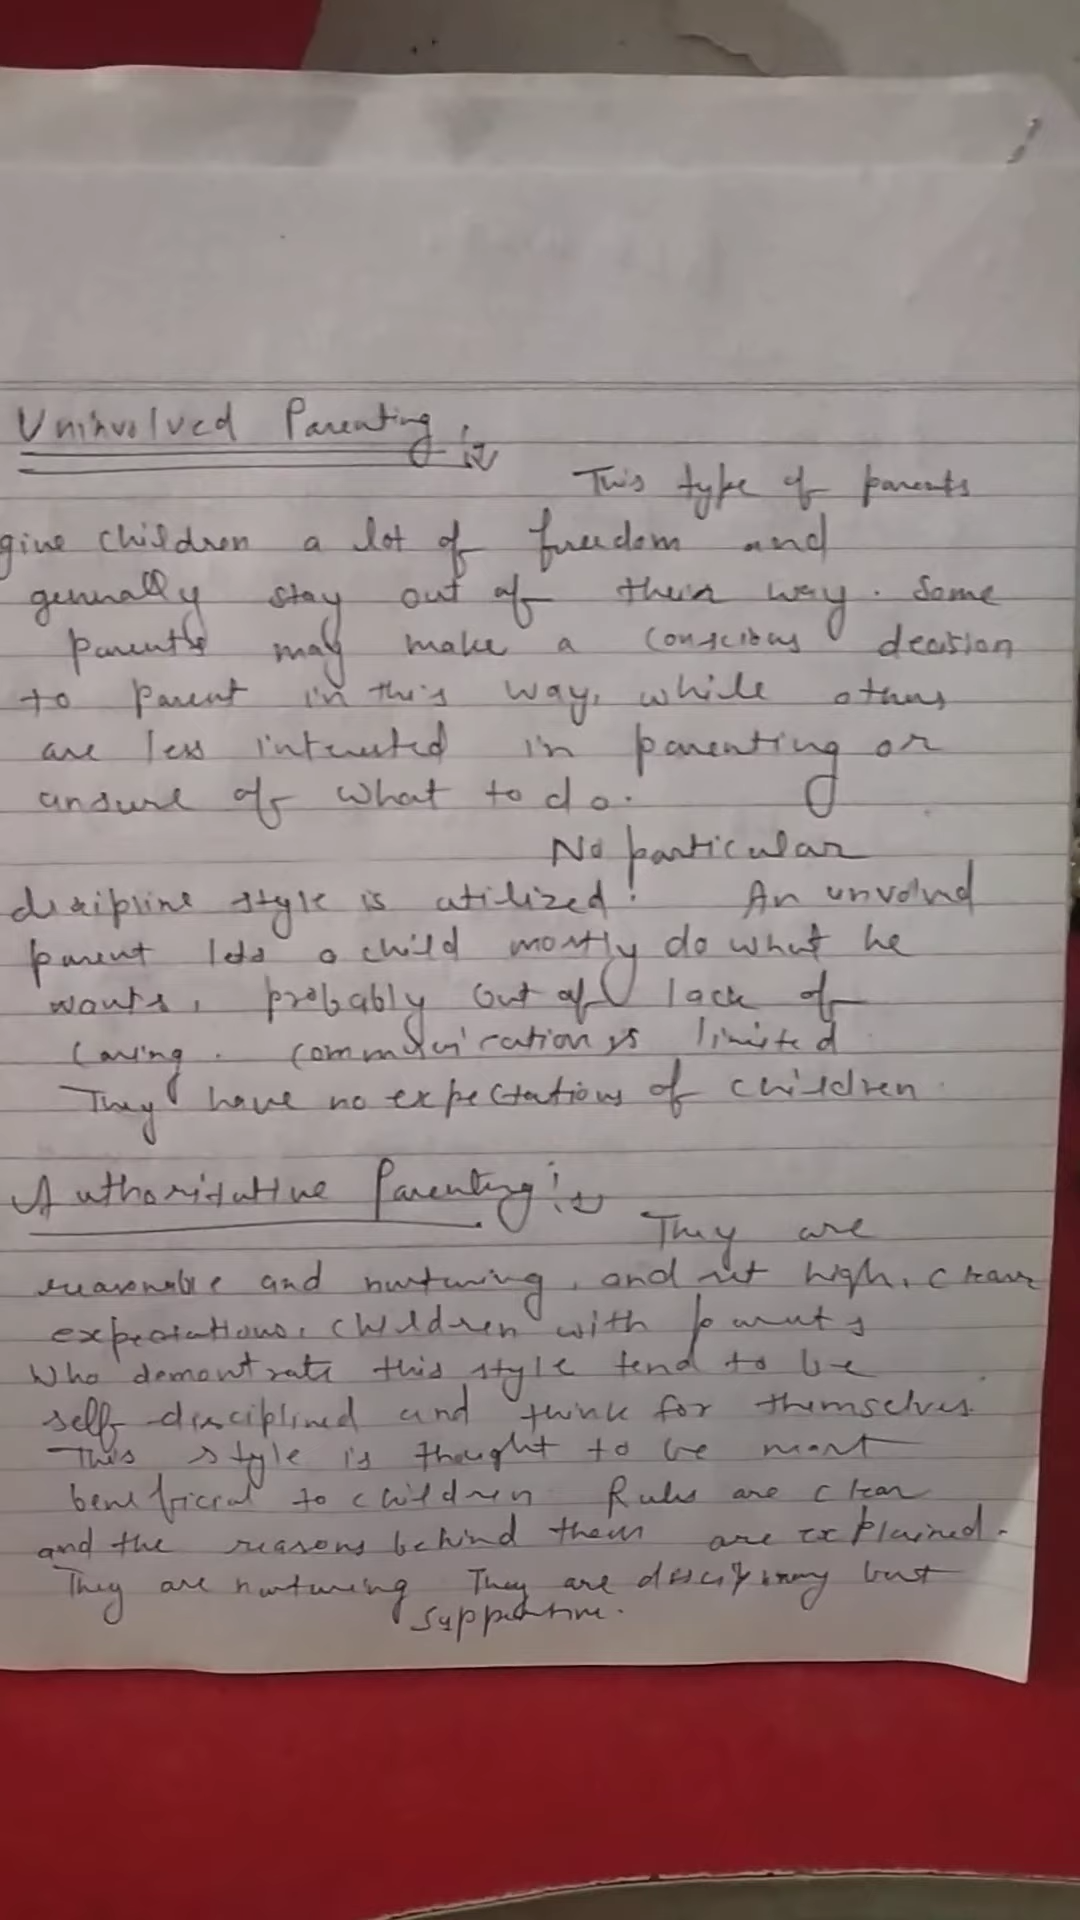 Uninvolved Parenting :-
This type of parents
give children a lot of freedom and
generally stay out of their way. Some
parents may make a conscious decision
to parent in this way, while others
are less interested in parenting or
unsure of what to do.
No particular
discipline style is utilized! An unvolved
parent lets a child mostly do what he
wants, probably out of lack of
caring. communication is limited
They have no expectations of children.
Authoritative Parenting :-
They are
reasonable and nurturing, and set high, clear
expectations. children with parents
who demontrate this style tend to be
self-disciplined and think for themselves.
This style is thought to be most
beneficial to children Rules are clear
and the reasons behind them are explained.
They are nurturing They are but
supportive.